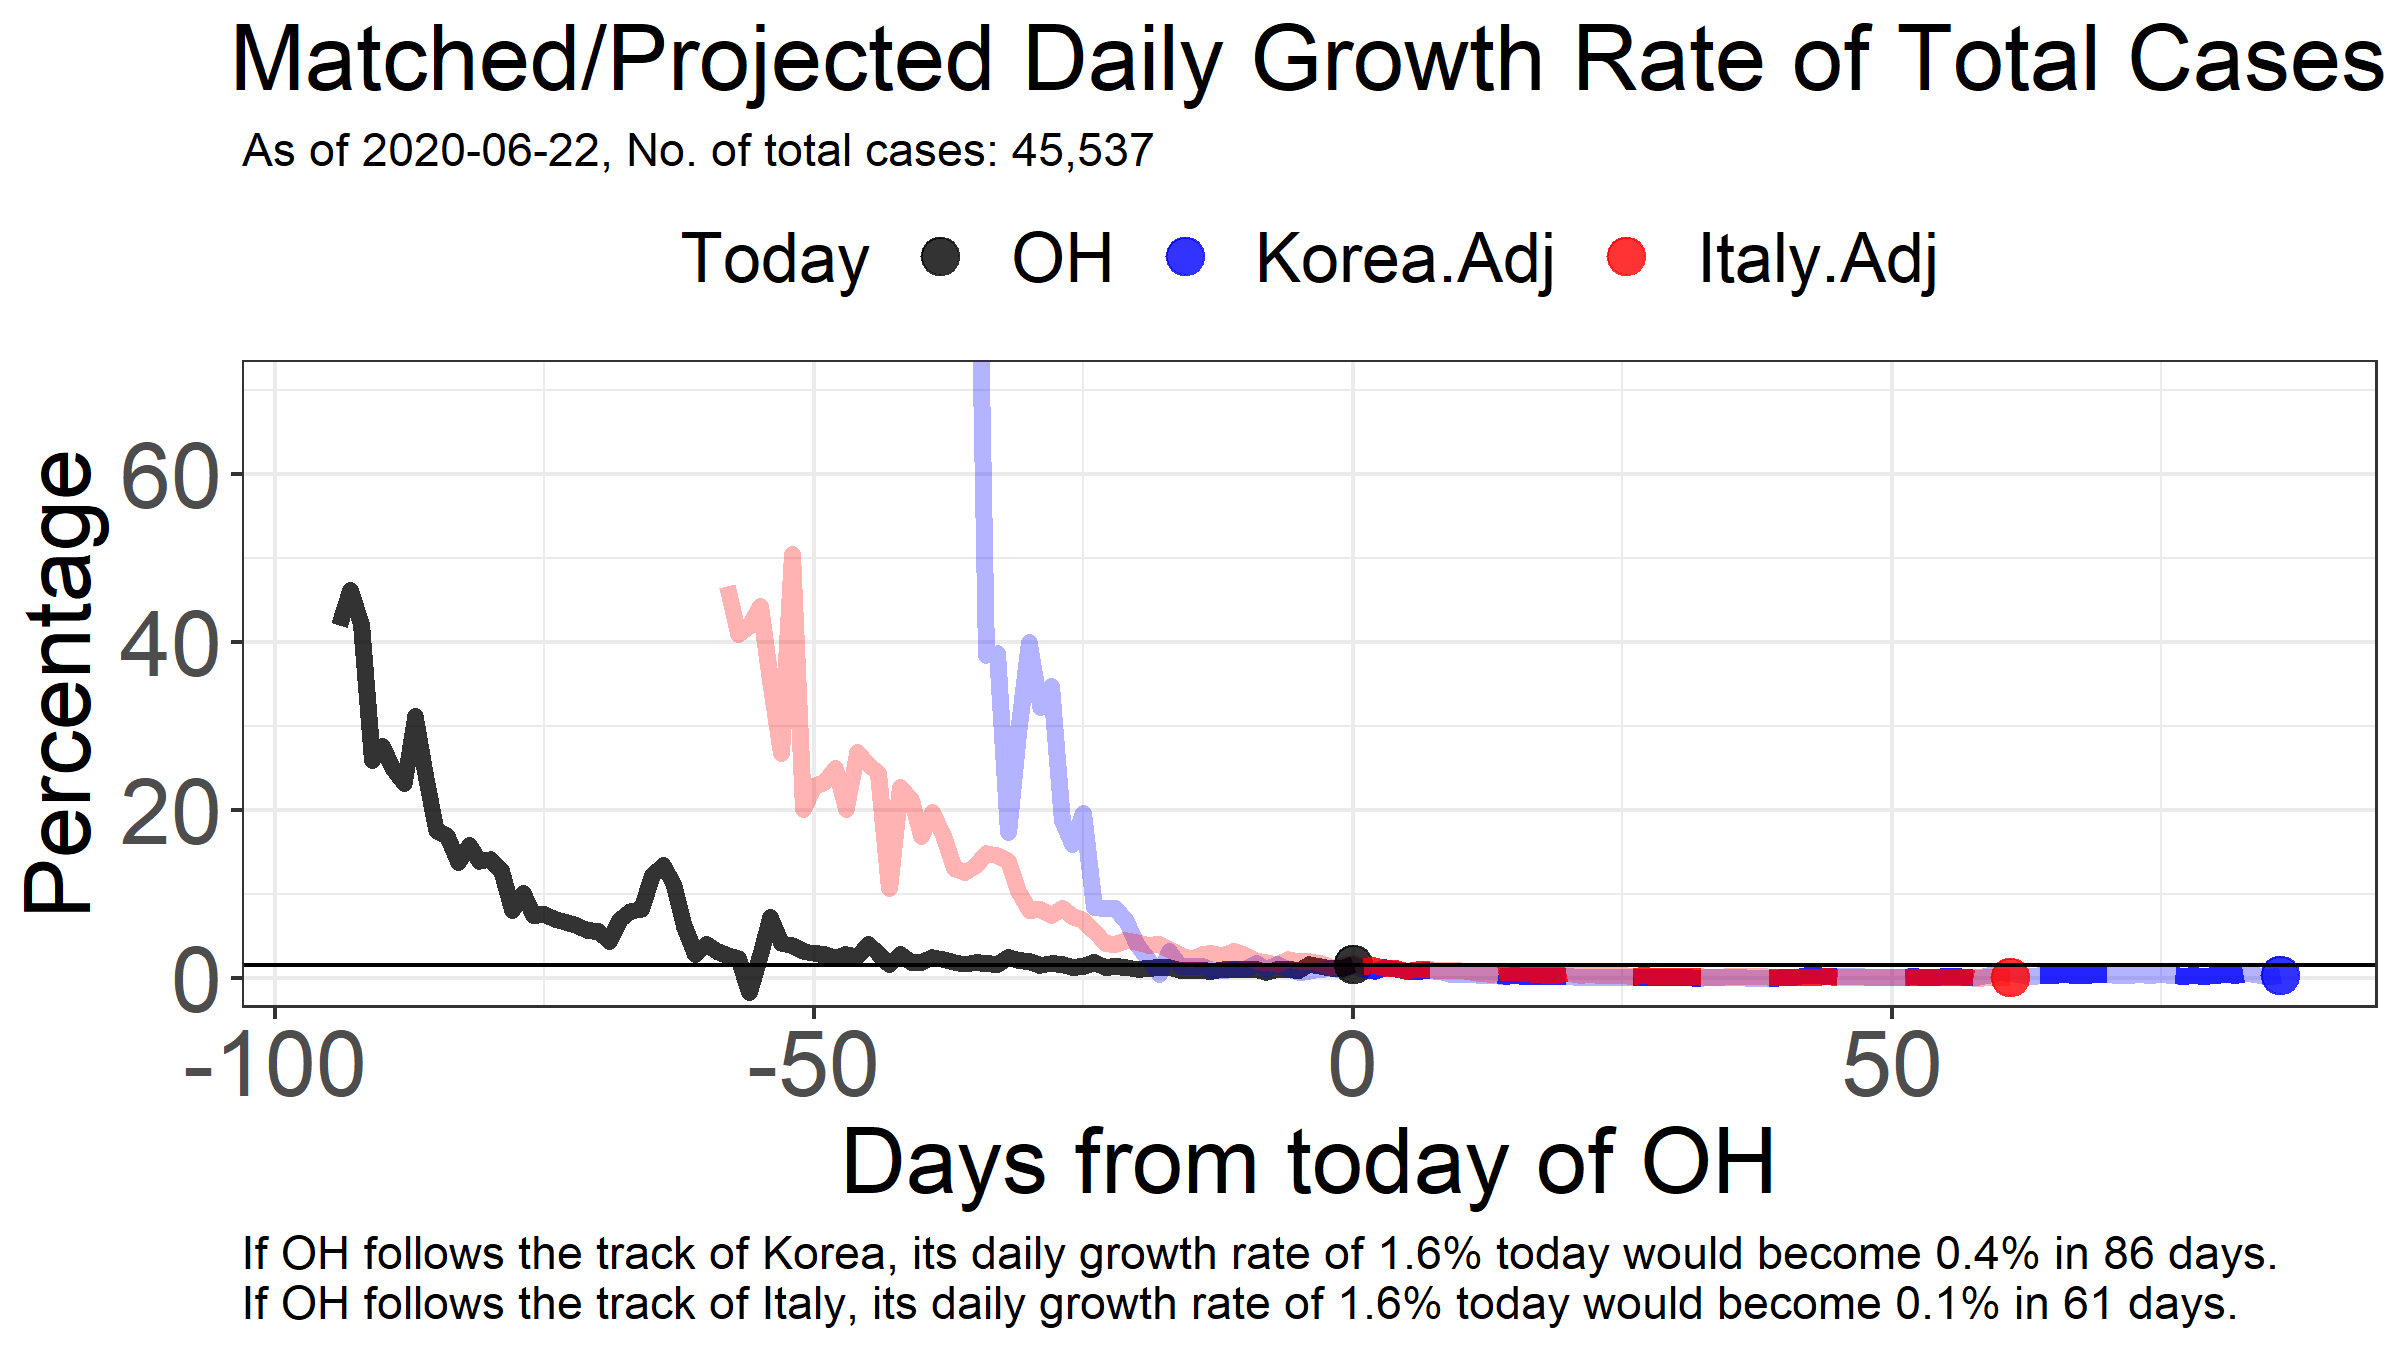 Matched/Projected Daily Growth Rate of Total Cases
As of 2020-06-22, No. of total cases: 45,537
Today OH Korea.Adj Italy.Adj
Percentage
60
40
20
0
-100 -50 0 50
Days from today of OH
If OH follows the track of Korea, its daily growth rate of 1.6% today would become 0.4% in 86 days.
If OH follows the track of Italy, its daily growth rate of 1.6% today would become 0.1% in 61 days.